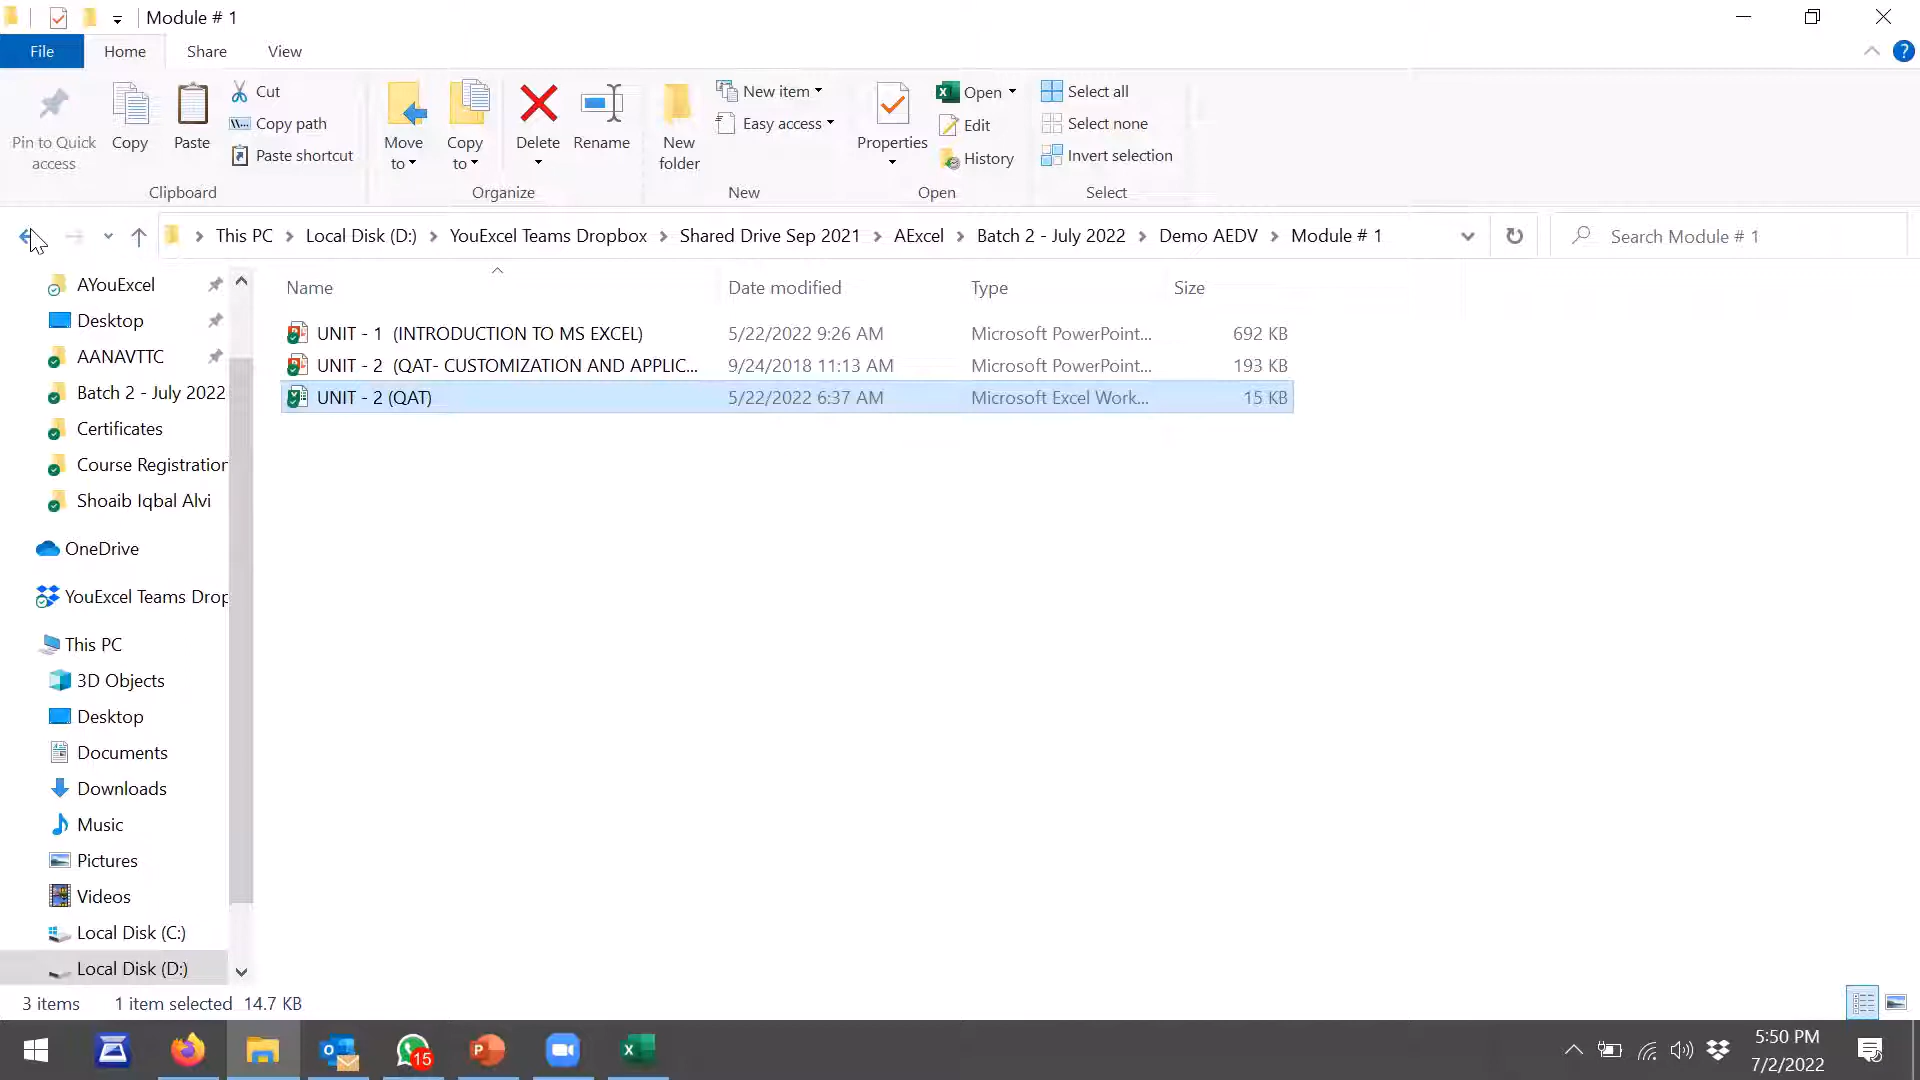 Module # 1
File Home Share View
Pin to Quick access
Copy
Paste
Cut
Copy path
Paste shortcut
Move to
Copy to
Delete
Rename
New folder
New item
Easy access
Properties
Open
Edit
History
Select all
Select none
Invert selection
Clipboard Organize New Open Select
This PC Local Disk (D:) YouExcel Teams Dropbox Shared Drive Sep 2021 AExcel Batch 2 - July 2022 Demo AEDV Module # 1
Search Module # 1
AYouExcel
Desktop
AANAVTTC
Batch 2 - July 2022
Certificates
Course Registration
Shoaib Iqbal Alvi
OneDrive
YouExcel Teams Drop
This PC
3D Objects
Desktop
Documents
Downloads
Music
Pictures
Videos
Local Disk (C:)
Local Disk (D:)
Name Date modified Type Size
UNIT - 1 (INTRODUCTION TO MS EXCEL) 5/22/2022 9:26 AM Microsoft PowerPoint... 692 KB
UNIT - 2 (QAT- CUSTOMIZATION AND APPLIC... 9/24/2018 11:13 AM Microsoft PowerPoint... 193 KB
UNIT - 2 (QAT) 5/22/2022 6:37 AM Microsoft Excel Work... 15 KB
3 items 1 item selected 14.7 KB
15
5:50 PM
7/2/2022